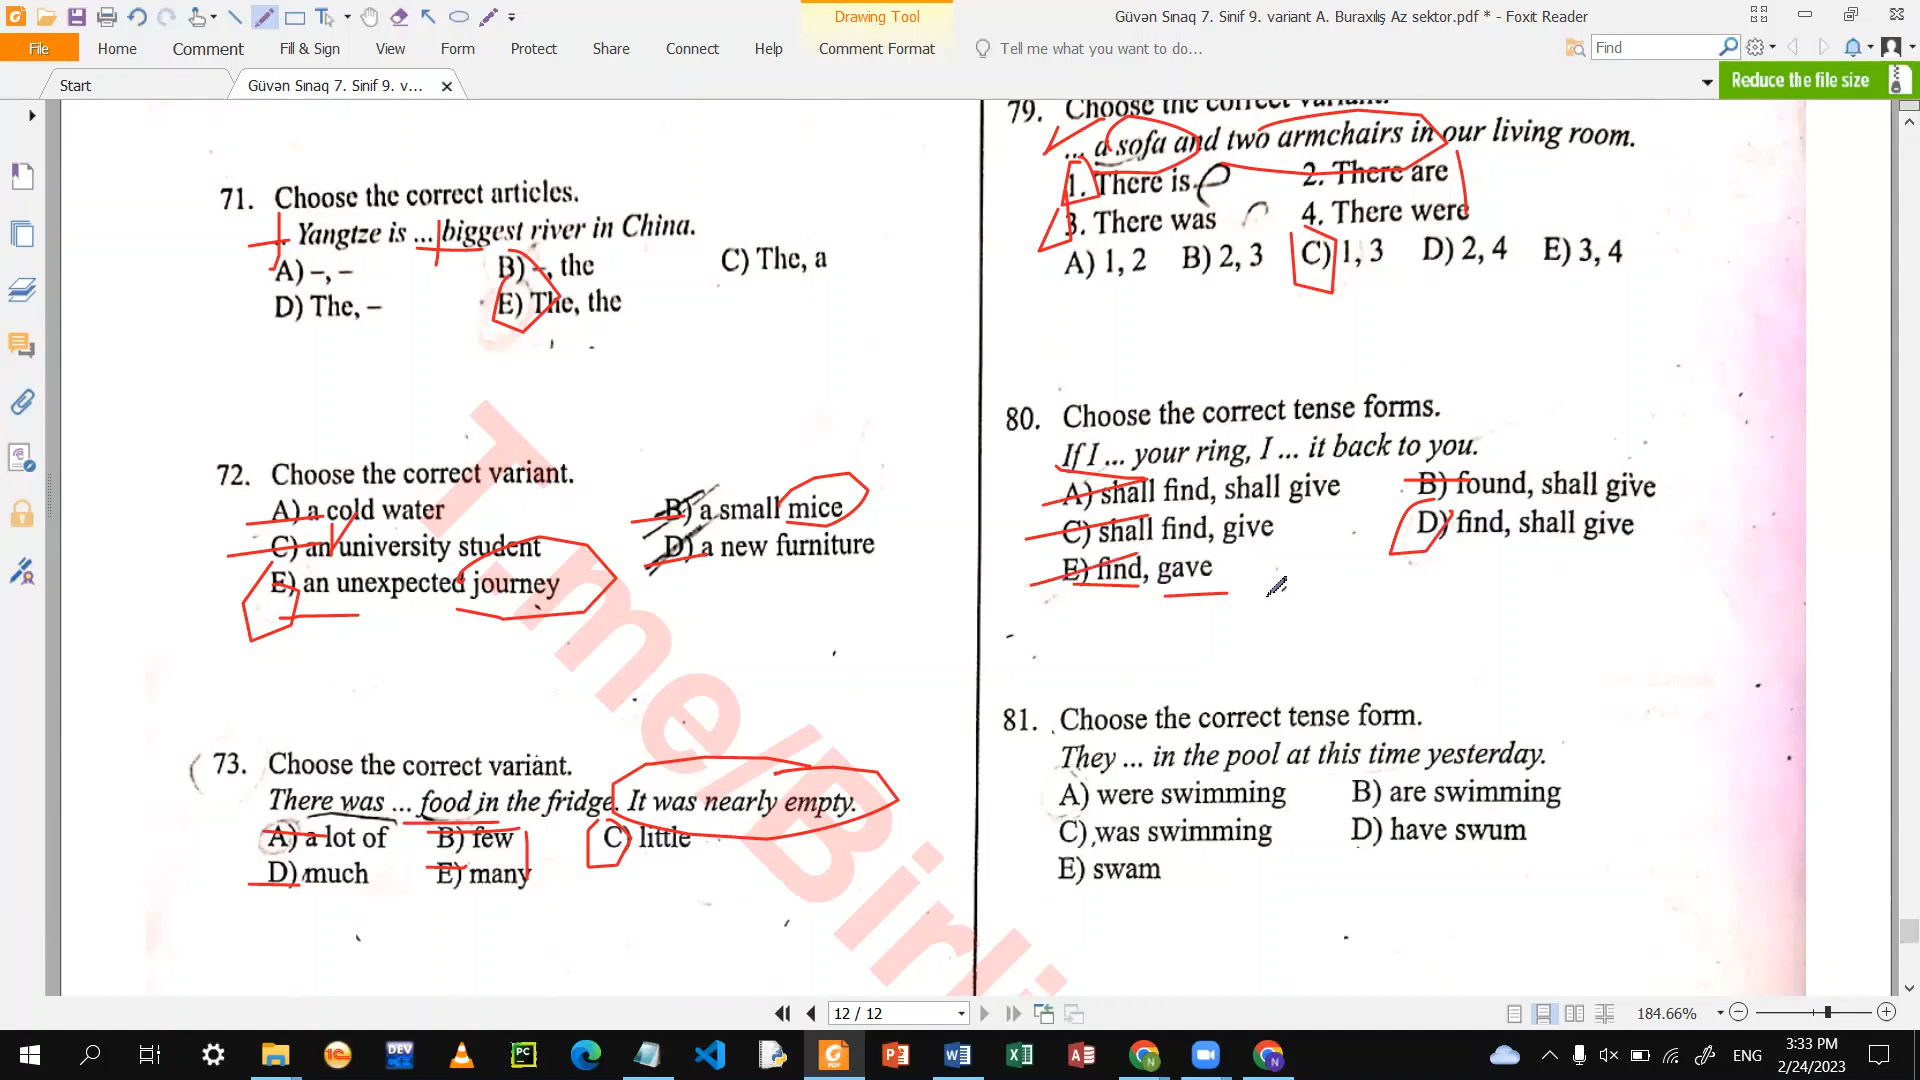 Drawing Tool
Güvən Sınaq 7. Sinif 9. variant A. Buraxılış Az sektor.pdf * - Foxit Reader
File
Home
Comment
Fill & Sign
View
Form
Protect
Share
Connect
Help
Comment Format
Tell me what you want to do...
Find
Start
Güvən Sınaq 7. Sinif 9. v...
Reduce the file size
71. Choose the correct articles.
... Yangtze is ... biggest river in China.
A) –, –
B) –, the
C) The, a
D) The, –
E) The, the
72. Choose the correct variant.
A) a cold water
B) a small mice
C) an university student
D) a new furniture
E) an unexpected journey
73. Choose the correct variant.
There was ... food in the fridge. It was nearly empty.
A) a lot of
B) few
C) little
D) much
E) many
79. Choose the correct variant.
... a sofa and two armchairs in our living room.
1. There is
2. There are
3. There was
4. There were
A) 1, 2 B) 2, 3 C) 1, 3 D) 2, 4 E) 3, 4
80. Choose the correct tense forms.
If I ... your ring, I ... it back to you.
A) shall find, shall give
B) found, shall give
C) shall find, give
D) find, shall give
E) find, gave
81. Choose the correct tense form.
They ... in the pool at this time yesterday.
A) were swimming
B) are swimming
C) was swimming
D) have swum
E) swam
T.me/Birli
12 / 12
184.66%
ENG
3:33 PM
2/24/2023